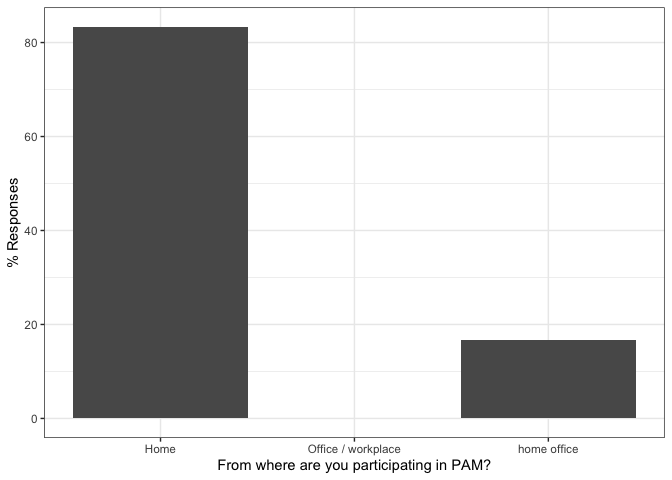 80
60
40
20
0
% Responses
Home
Office / workplace
home office
From where are you participating in PAM?